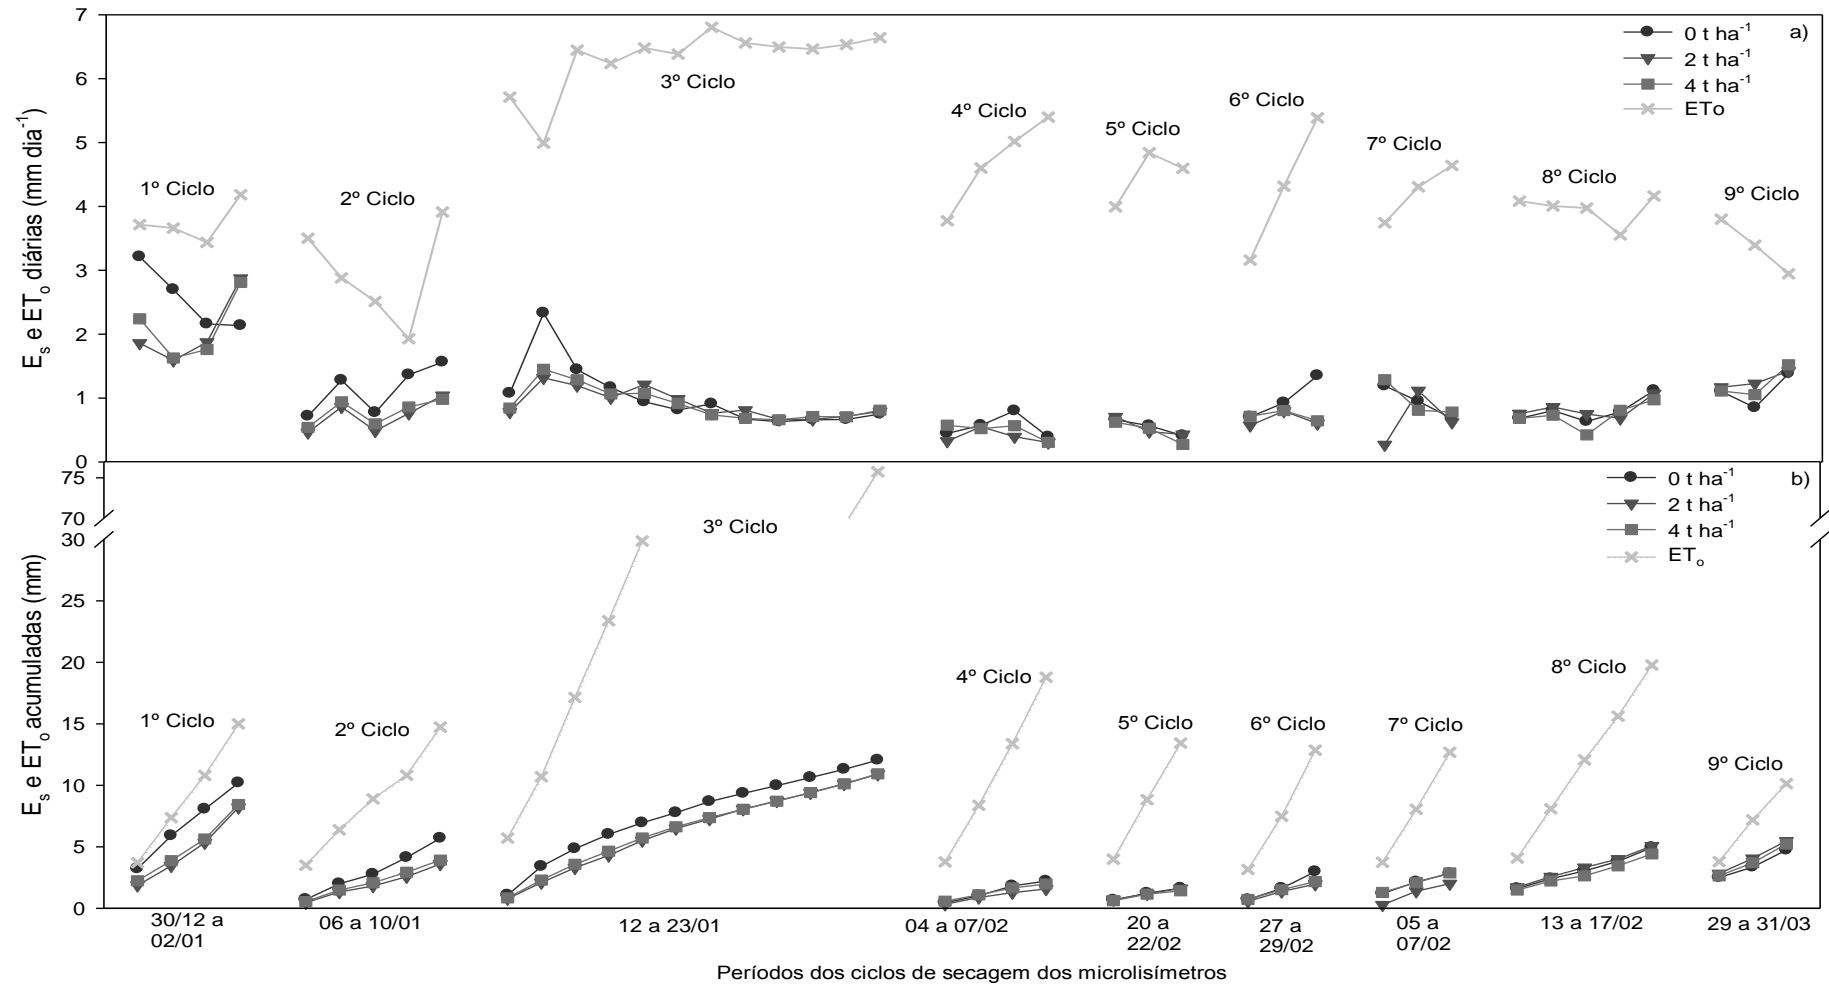 7
6
5
4
3
2
1
0
E_s e ET_o diárias (mm dia⁻¹)
1º Ciclo
2º Ciclo
3º Ciclo
4º Ciclo
5º Ciclo
6º Ciclo
7º Ciclo
8º Ciclo
9º Ciclo
0 t ha⁻¹
2 t ha⁻¹
4 t ha⁻¹
ETo
a)
75
70
30
25
20
15
10
5
0
E_s e ET_o acumuladas (mm)
1º Ciclo
2º Ciclo
3º Ciclo
4º Ciclo
5º Ciclo
6º Ciclo
7º Ciclo
8º Ciclo
9º Ciclo
0 t ha⁻¹
2 t ha⁻¹
4 t ha⁻¹
ET_o
b)
30/12 a
02/01
06 a 10/01
12 a 23/01
04 a 07/02
20 a
22/02
27 a
29/02
05 a
07/02
13 a 17/02
29 a 31/03
Períodos dos ciclos de secagem dos microlisímetros